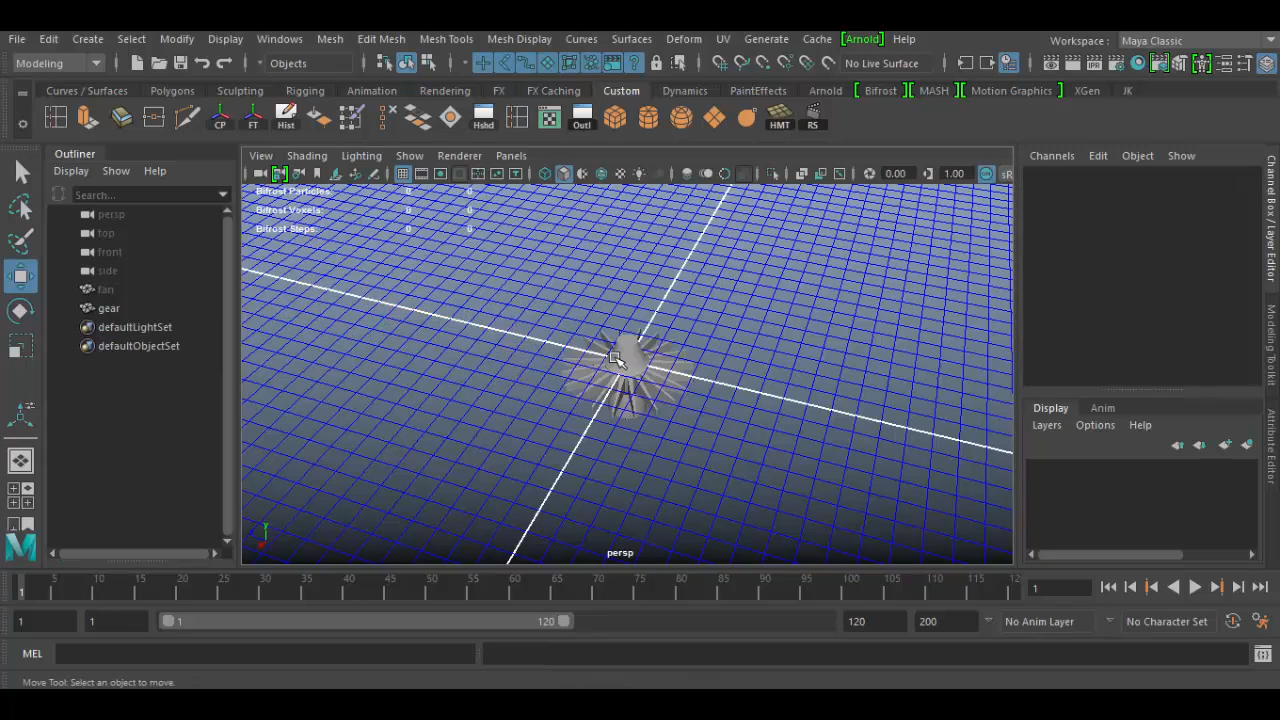 File Edit Create Select Modify Display Windows Mesh Edit Mesh Mesh Tools Mesh Display Curves Surfaces Deform UV Generate Cache [Arnold] Help Workspace : Maya Classic
Modeling Objects No Live Surface
Curves / Surfaces Polygons Sculpting Rigging Animation Rendering FX FX Caching Custom Dynamics PaintEffects Arnold [ Bifrost ] [ MASH ] [ Motion Graphics ] XGen JK
CP FT Hist Hshd Outl HMT RS
Outliner
Display Show Help
Search...
persp
top
front
side
fan
gear
defaultLightSet
defaultObjectSet
View Shading Lighting Show Renderer Panels
0.00 1.00 sR
Bifrost Particles: 0 0
Bifrost Voxels: 0 0
Bifrost Steps: 0 0
Y
persp
Channels Edit Object Show
Channel Box / Layer Editor
Modeling Toolkit
Attribute Editor
Display Anim
Layers Options Help
5 10 15 20 25 30 35 40 45 50 55 60 65 70 75 80 85 90 95 100 105 110 115 12
1 1
1 1 1 120 120 200 No Anim Layer No Character Set
MEL
Move Tool: Select an object to move.